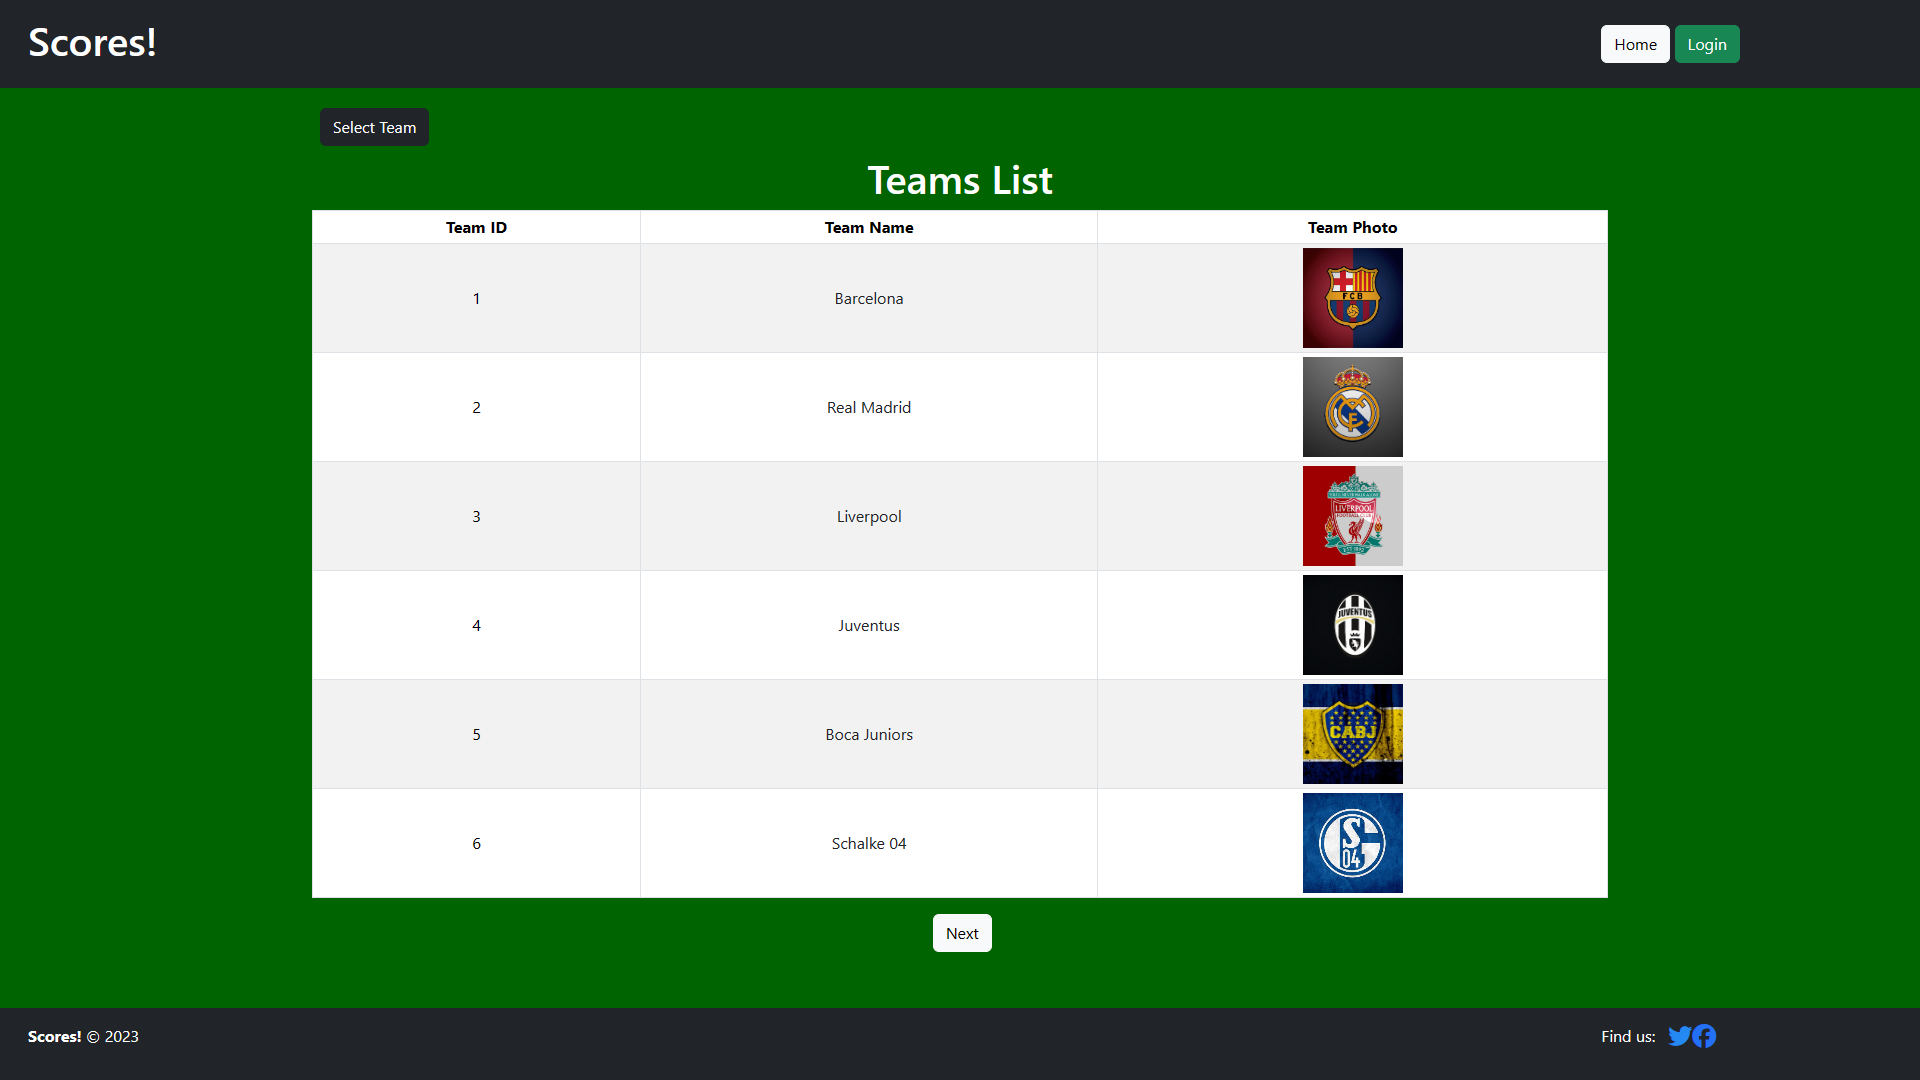 Scores!
Home Login
Select Team
Teams List
Team ID Team Name Team Photo
FCB
1 Barcelona
2 Real Madrid
LIVERPOOL
3 Liverpool
JUVENTUS
4 Juventus
CABJ
5 Boca Juniors
S
04
6 Schalke 04
Next
Scores! © 2023 Find us: